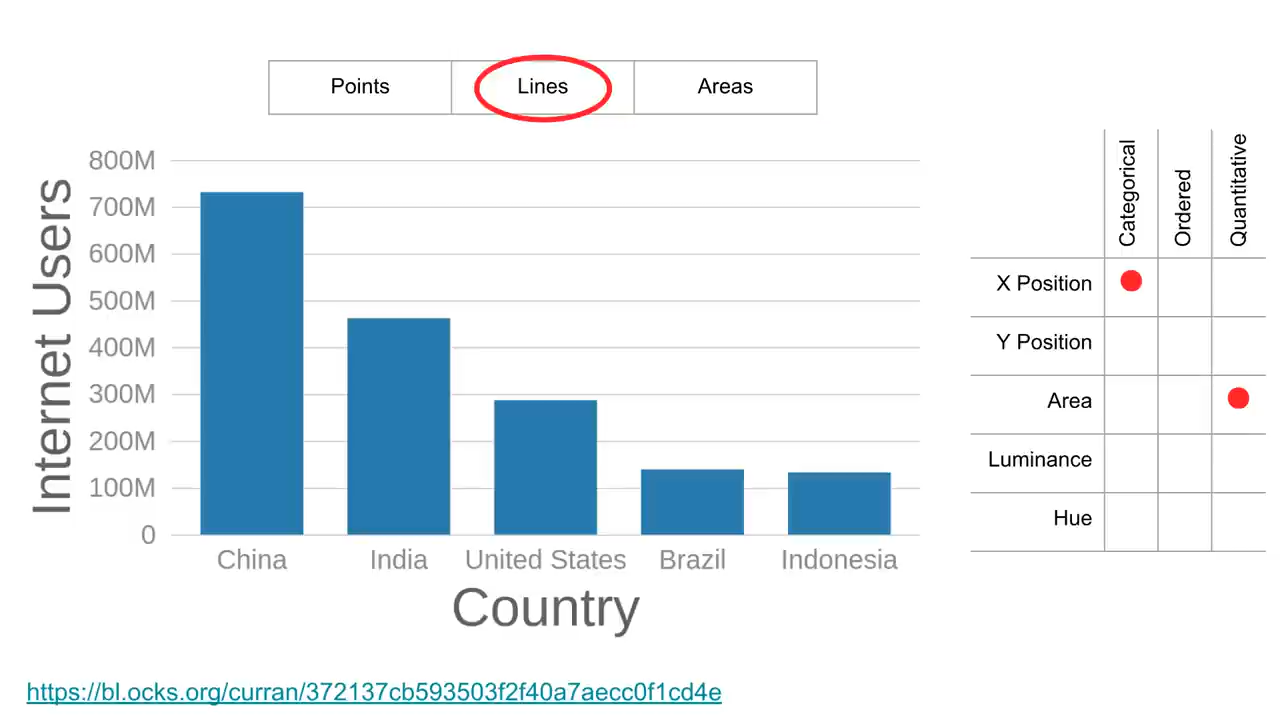 Points Lines Areas
Internet Users
800M
700M
600M
500M
400M
300M
200M
100M
0
China India United States Brazil Indonesia
Country
Categorical Ordered Quantitative
X Position
Y Position
Area
Luminance
Hue
https://bl.ocks.org/curran/372137cb593503f2f40a7aecc0f1cd4e